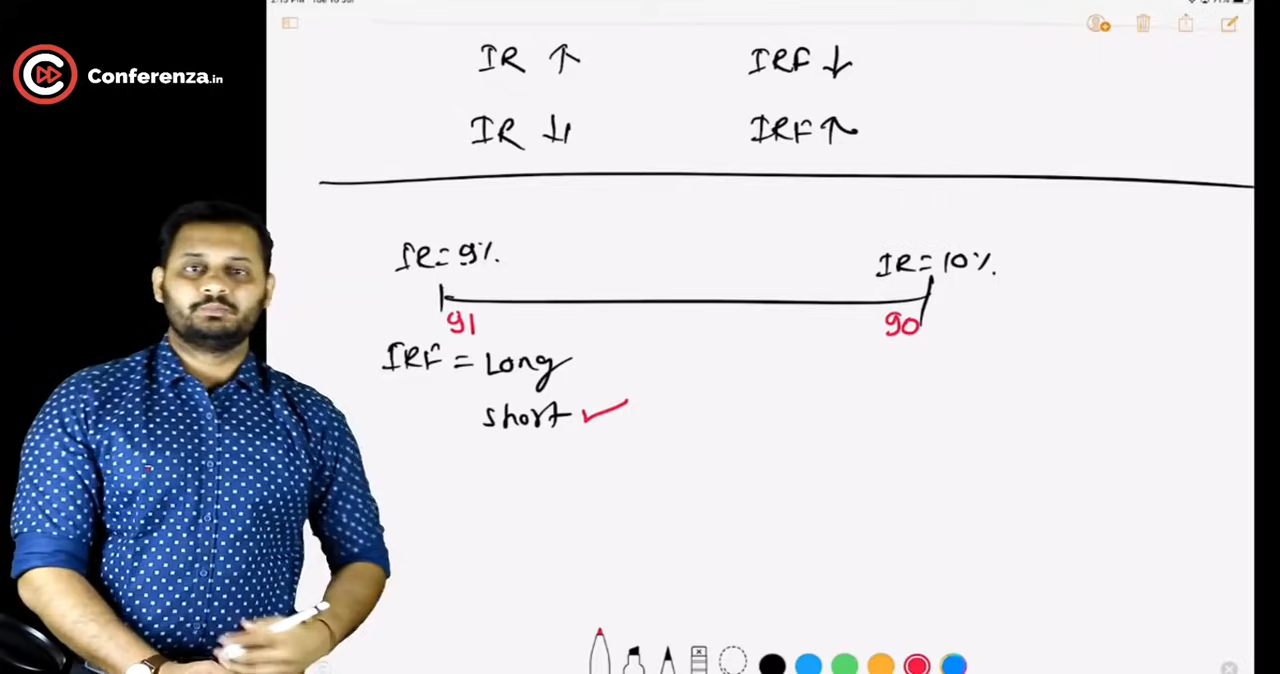 Conferenza.in
IR ↑ IRF ↓
IR ↓ IRF ↑
IR = 9% IR = 10%
91 90
IRF = Long
short ✓